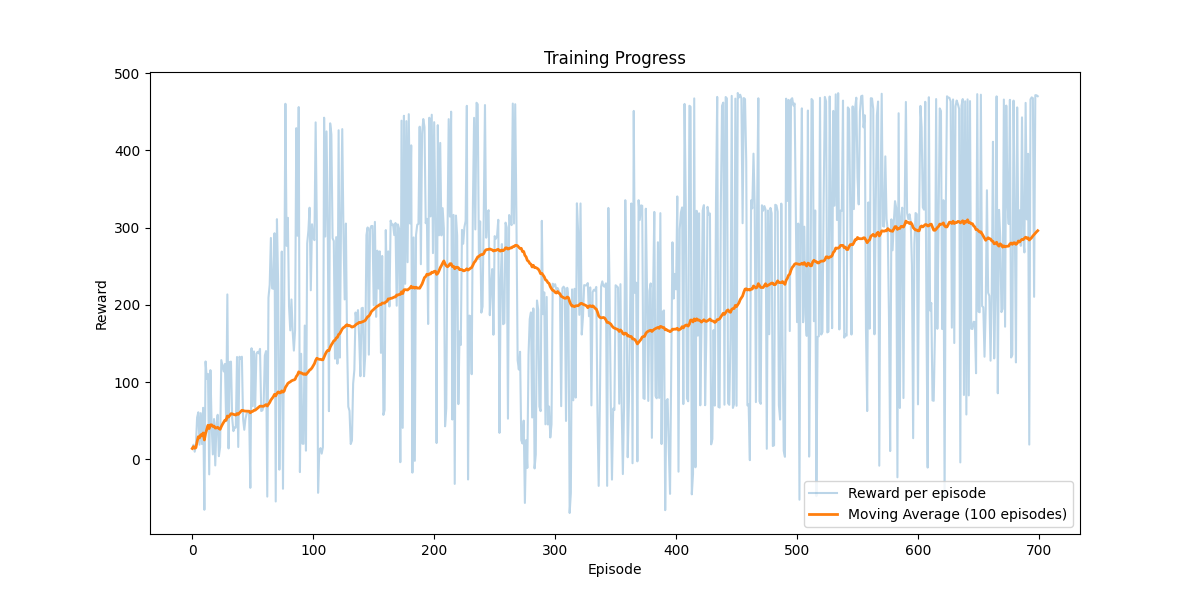 Training Progress
500
400
300
200
100
0
Reward
0 100 200 300 400 500 600 700
Episode
Reward per episode
Moving Average (100 episodes)